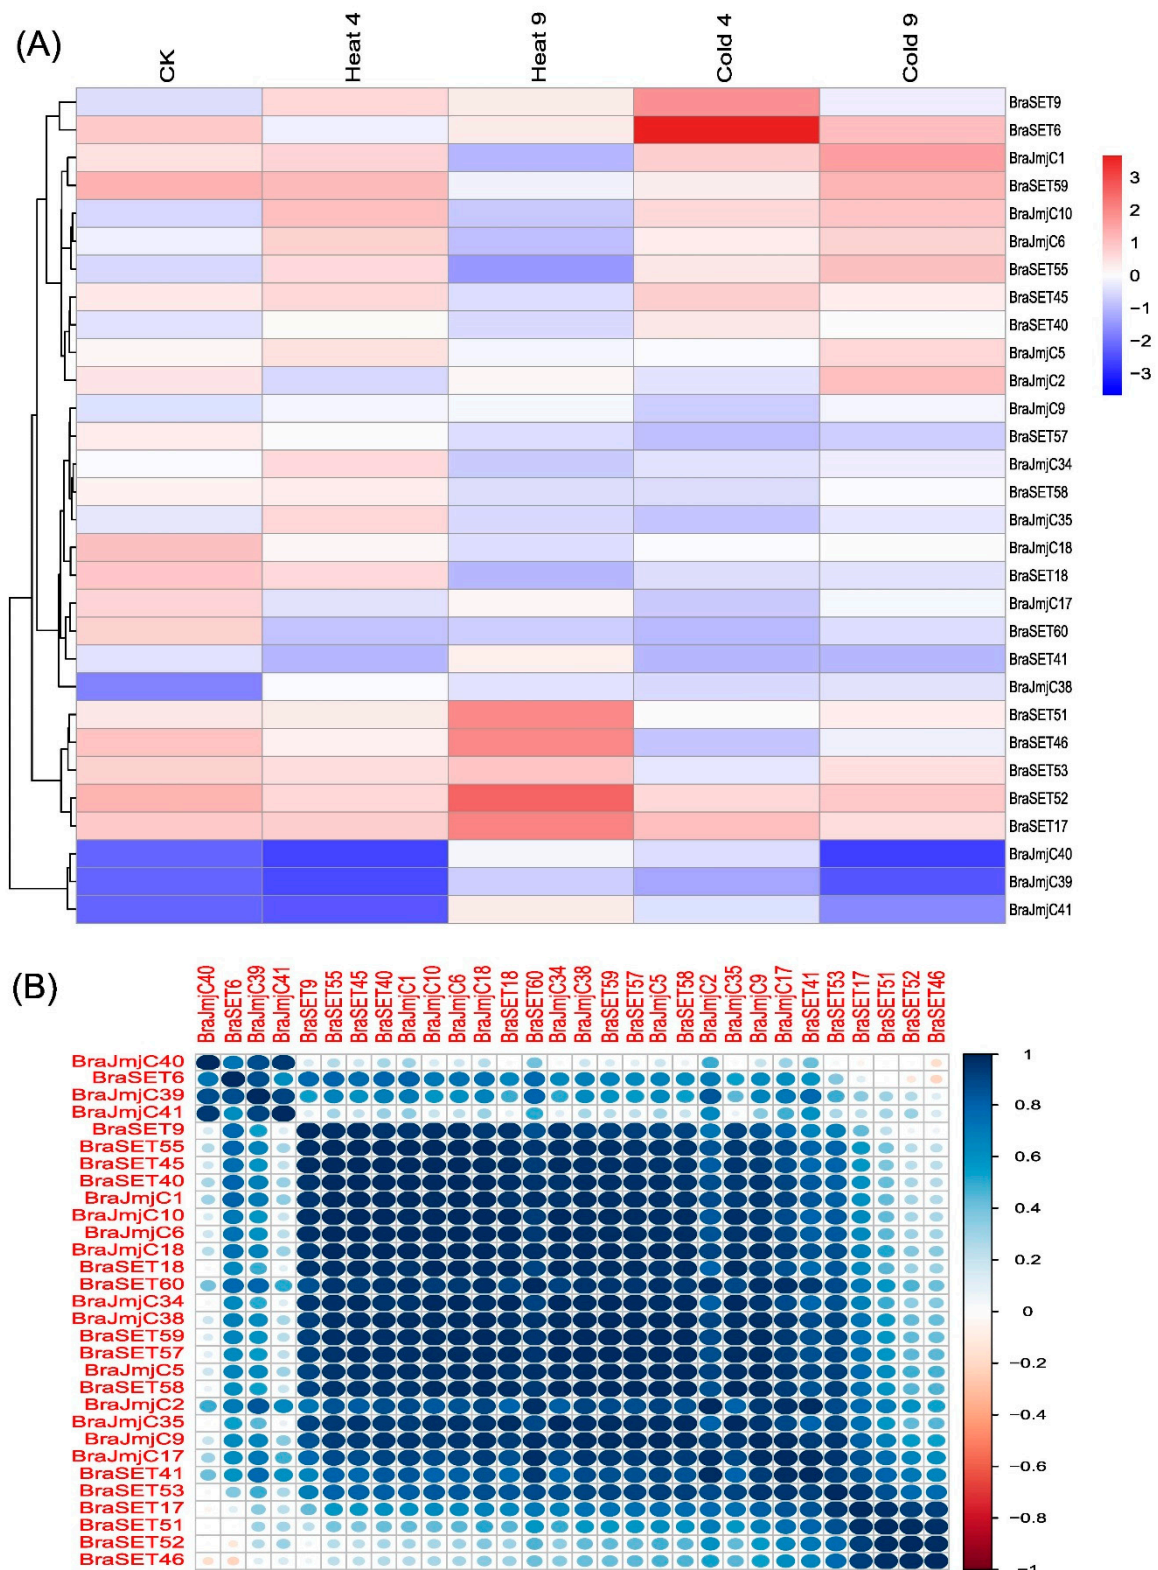 (A)
CK
Heat 4
Heat 9
Cold 4
Cold 9
BraSET9
BraSET6
BraJmjC1
BraSET59
BraJmjC10
BraJmjC6
BraSET55
BraSET45
BraSET40
BraJmjC5
BraJmjC2
BraJmjC9
BraSET57
BraJmjC34
BraSET58
BraJmjC35
BraJmjC18
BraSET18
BraJmjC17
BraSET60
BraSET41
BraJmjC38
BraSET51
BraSET46
BraSET53
BraSET52
BraSET17
BraJmjC40
BraJmjC39
BraJmjC41
3
2
1
0
−1
−2
−3
(B)
BraJmjC40
BraSET6
BraJmjC39
BraJmjC41
BraSET9
BraSET55
BraSET45
BraSET40
BraJmjC1
BraJmjC10
BraJmjC6
BraJmjC18
BraSET18
BraSET60
BraJmjC34
BraJmjC38
BraSET59
BraSET57
BraJmjC5
BraSET58
BraJmjC2
BraJmjC35
BraJmjC9
BraJmjC17
BraSET41
BraSET53
BraSET17
BraSET51
BraSET52
BraSET46
BraJmjC40
BraSET6
BraJmjC39
BraJmjC41
BraSET9
BraSET55
BraSET45
BraSET40
BraJmjC1
BraJmjC10
BraJmjC6
BraJmjC18
BraSET18
BraSET60
BraJmjC34
BraJmjC38
BraSET59
BraSET57
BraJmjC5
BraSET58
BraJmjC2
BraJmjC35
BraJmjC9
BraJmjC17
BraSET41
BraSET53
BraSET17
BraSET51
BraSET52
BraSET46
1
0.8
0.6
0.4
0.2
0
−0.2
−0.4
−0.6
−0.8
−1